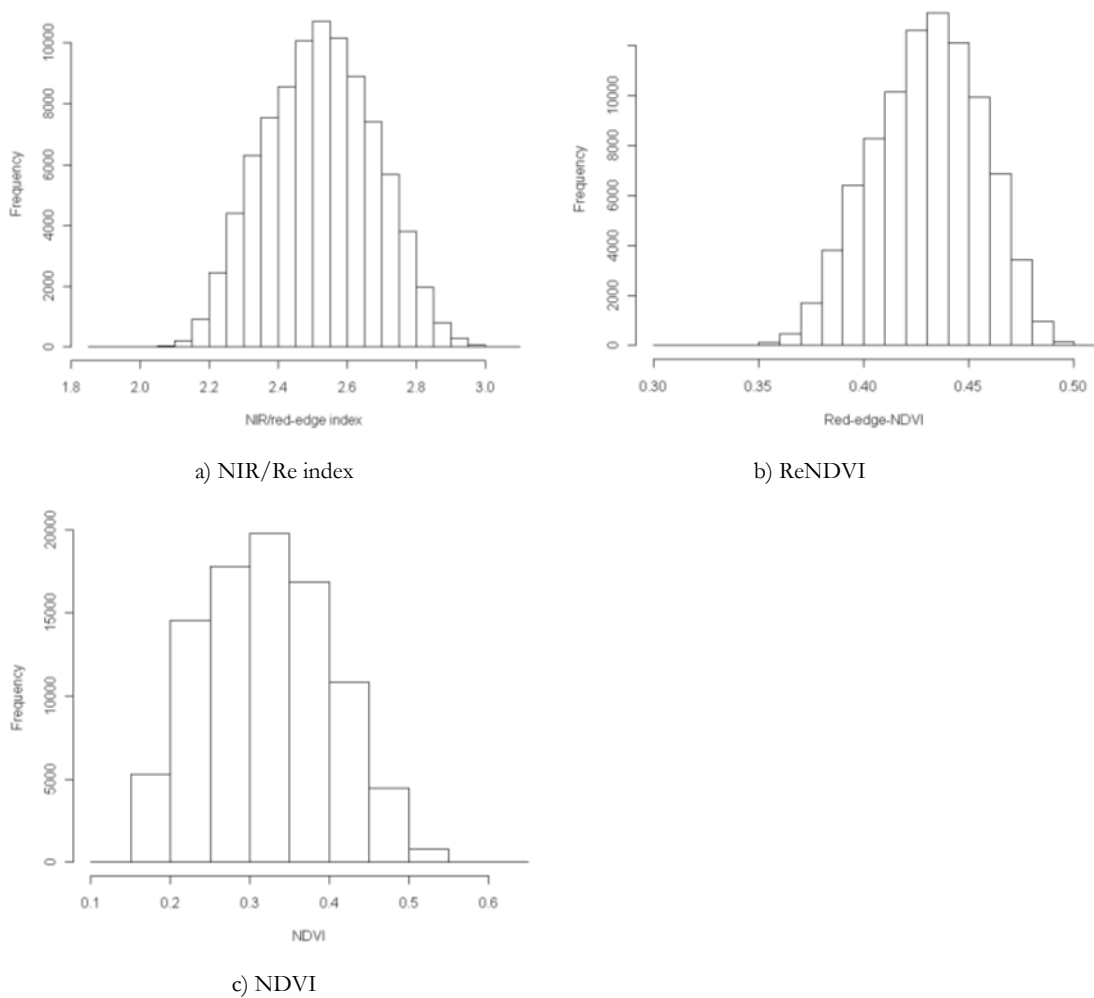 10000
8000
6000
4000
2000
0
Frequency
1.8 2.0 2.2 2.4 2.6 2.8 3.0
NIR/red-edge index
a) NIR/Re index
10000
8000
6000
4000
2000
0
Frequency
0.30 0.35 0.40 0.45 0.50
Red-edge-NDVI
b) ReNDVI
20000
15000
10000
5000
0
Frequency
0.1 0.2 0.3 0.4 0.5 0.6
NDVI
c) NDVI